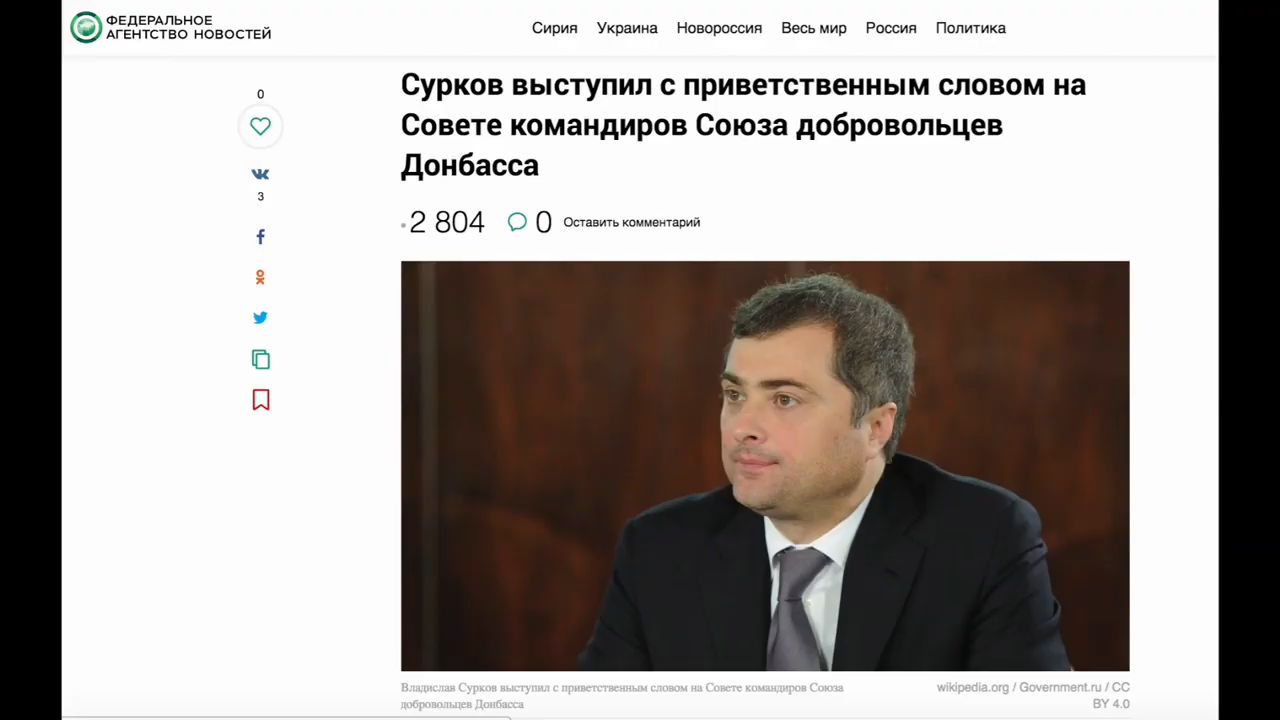 ФЕДЕРАЛЬНОЕ
АГЕНТСТВО НОВОСТЕЙ
Сирия Украина Новороссия Весь мир Россия Политика
0
3
Сурков выступил с приветственным словом на
Совете командиров Союза добровольцев
Донбасса
2 804 0 Оставить комментарий
Владислав Сурков выступил с приветственным словом на Совете командиров Союза
добровольцев Донбасса
wikipedia.org / Government.ru / CC
BY 4.0